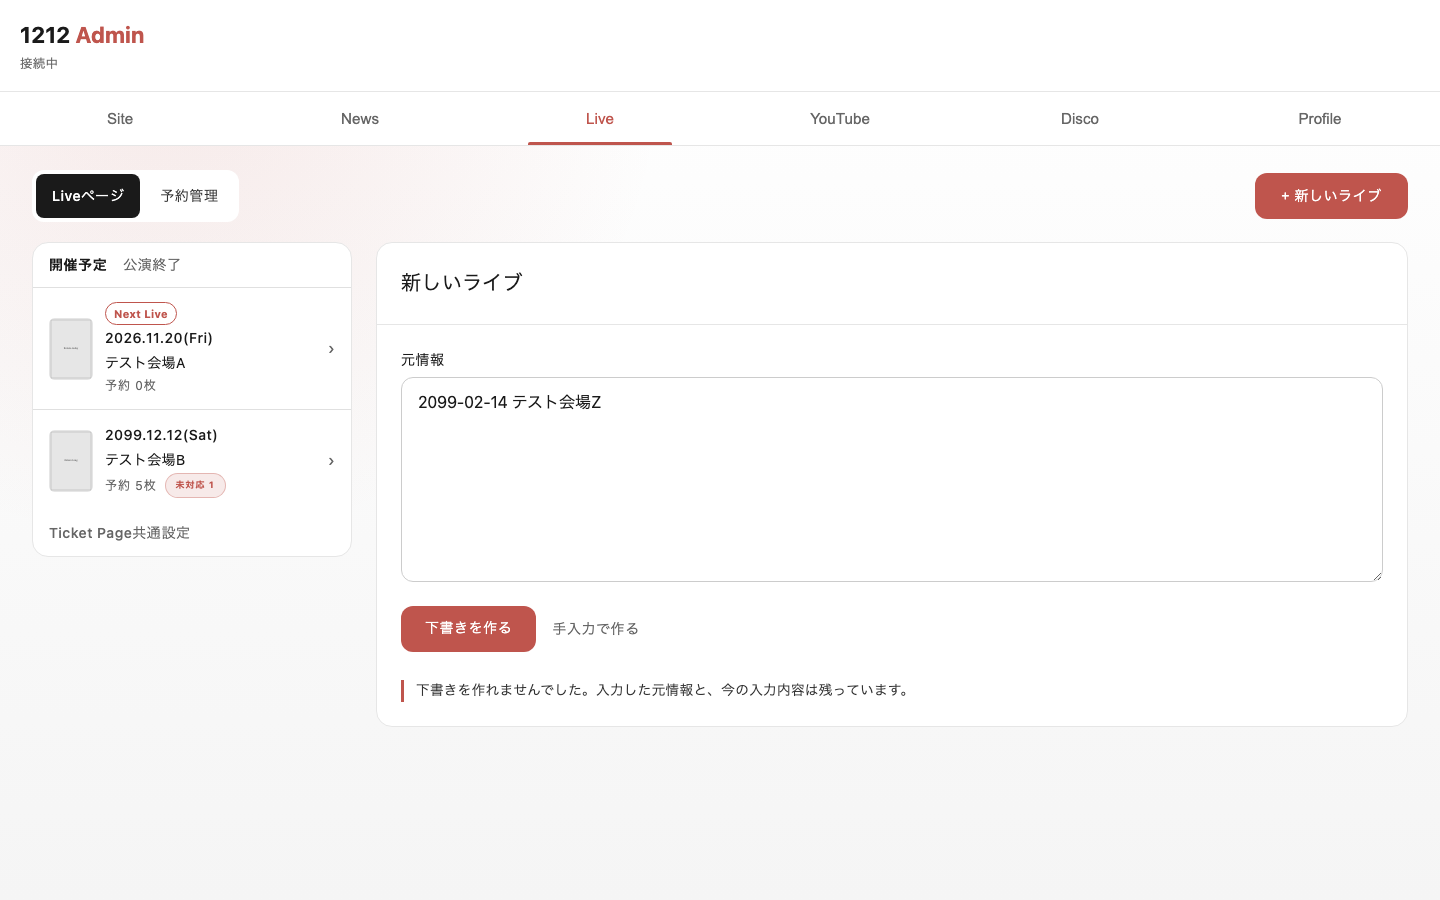 1212 Admin
接続中
Site
News
Live
YouTube
Disco
Profile
Liveページ
予約管理
+ 新しいライブ
開催予定
公演終了
Next Live
2026.11.20(Fri)
テスト会場A
予約 0枚
2099.12.12(Sat)
テスト会場B
予約 5枚
未対応 1
Ticket Page共通設定
新しいライブ
元情報
2099-02-14 テスト会場Z
下書きを作る
手入力で作る
下書きを作れませんでした。入力した元情報と、今の入力内容は残っています。